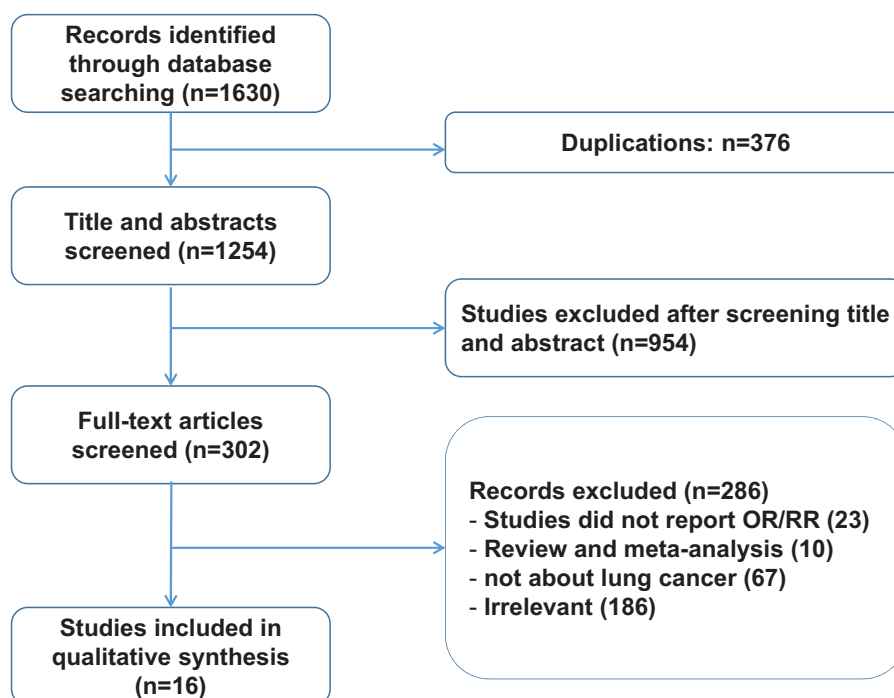 Records identified
through database
searching (n=1630)
Duplications: n=376
Title and abstracts
screened (n=1254)
Studies excluded after screening title
and abstract (n=954)
Full-text articles
screened (n=302)
Records excluded (n=286)
- Studies did not report OR/RR (23)
- Review and meta-analysis (10)
- not about lung cancer (67)
- Irrelevant (186)
Studies included in
qualitative synthesis
(n=16)